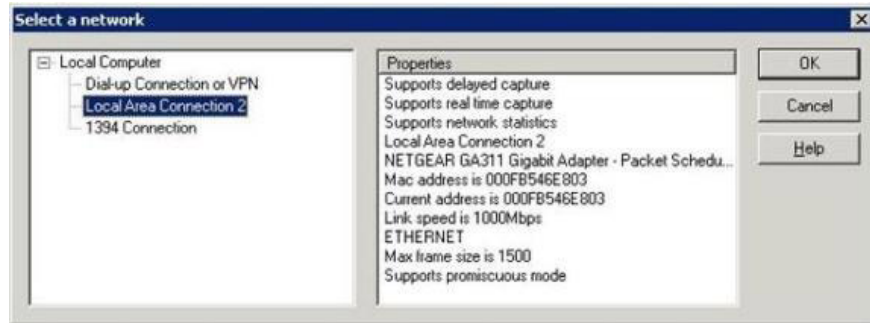 Select a network
Local Computer
Dial-up Connection or VPN
Local Area Connection 2
1394 Connection
Properties
Supports delayed capture
Supports real time capture
Supports network statistics
Local Area Connection 2
NETGEAR GA311 Gigabit Adapter - Packet Schedu...
Mac address is 000FB546E803
Current address is 000FB546E803
Link speed is 1000Mbps
ETHERNET
Max frame size is 1500
Supports promiscuous mode
OK
Cancel
Help